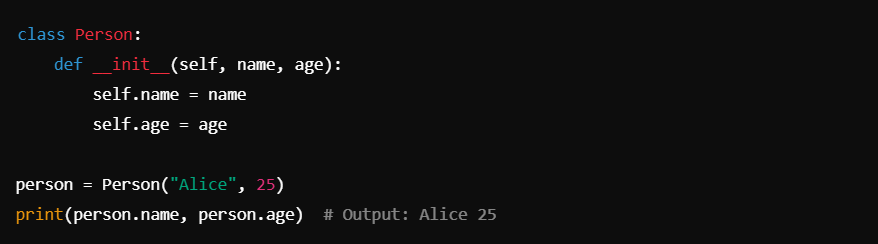 class Person:
    def __init__(self, name, age):
        self.name = name
        self.age = age

person = Person("Alice", 25)
print(person.name, person.age)  # Output: Alice 25